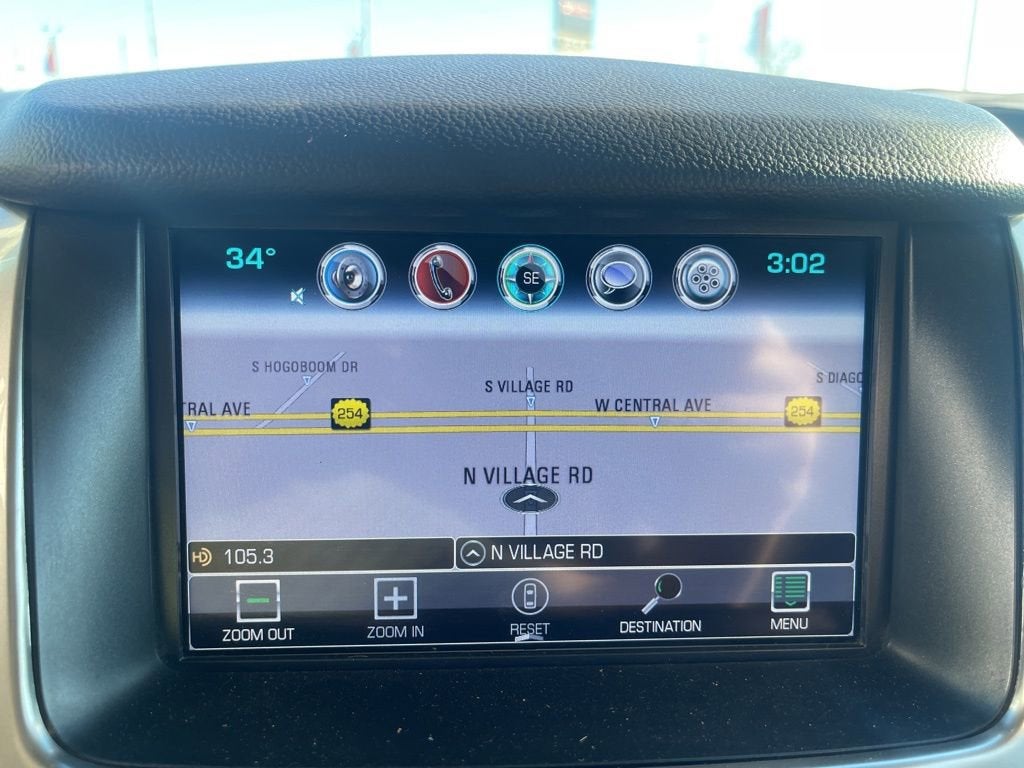 34°
SE
3:02
S HOGOBOOM DR
S DIAGO
S VILLAGE RD
TRAL AVE
254
W CENTRAL AVE
254
N VILLAGE RD
HD 105.3
N VILLAGE RD
ZOOM OUT
ZOOM IN
RESET
DESTINATION
MENU